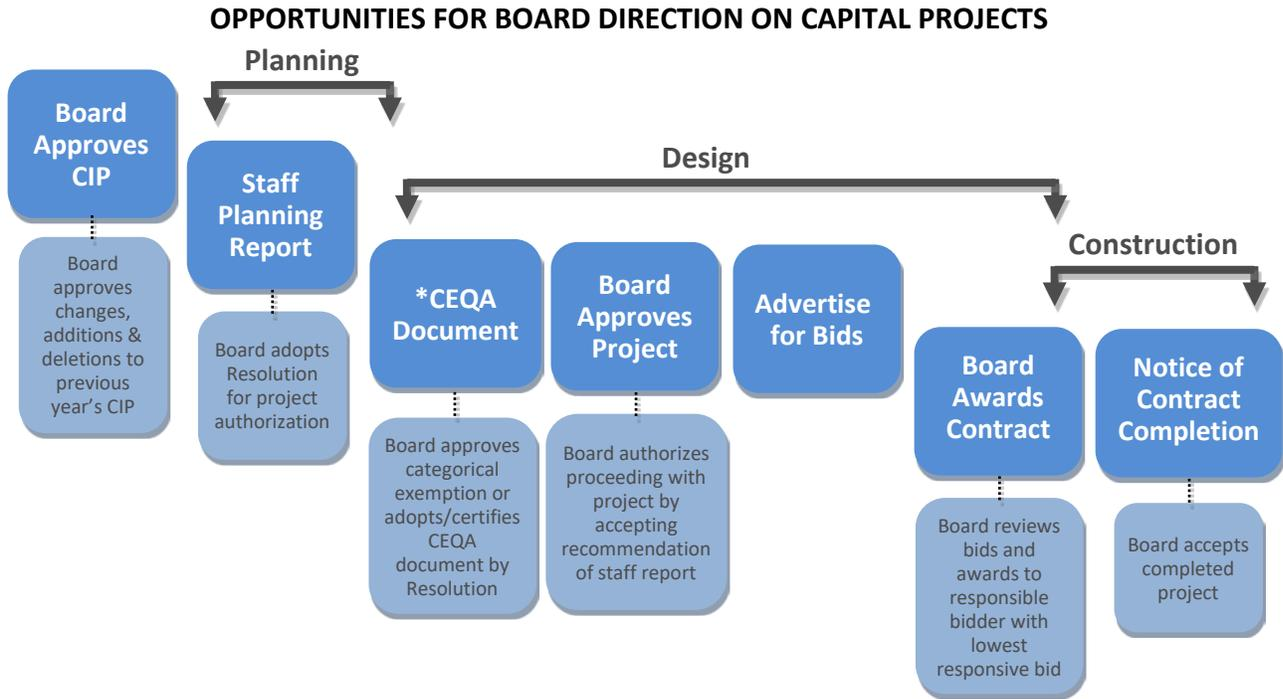 OPPORTUNITIES FOR BOARD DIRECTION ON CAPITAL PROJECTS
Planning
Design
Construction
Board
Approves
CIP
Board
approves
changes,
additions &
deletions to
previous
year's CIP
Staff
Planning
Report
Board adopts
Resolution
for project
authorization
*CEQA
Document
Board approves
categorical
exemption or
adopts/certifies
CEQA
document by
Resolution
Board
Approves
Project
Board authorizes
proceeding with
project by
accepting
recommendation
of staff report
Advertise
for Bids
Board
Awards
Contract
Board reviews
bids and
awards to
responsible
bidder with
lowest
responsive bid
Notice of
Contract
Completion
Board accepts
completed
project